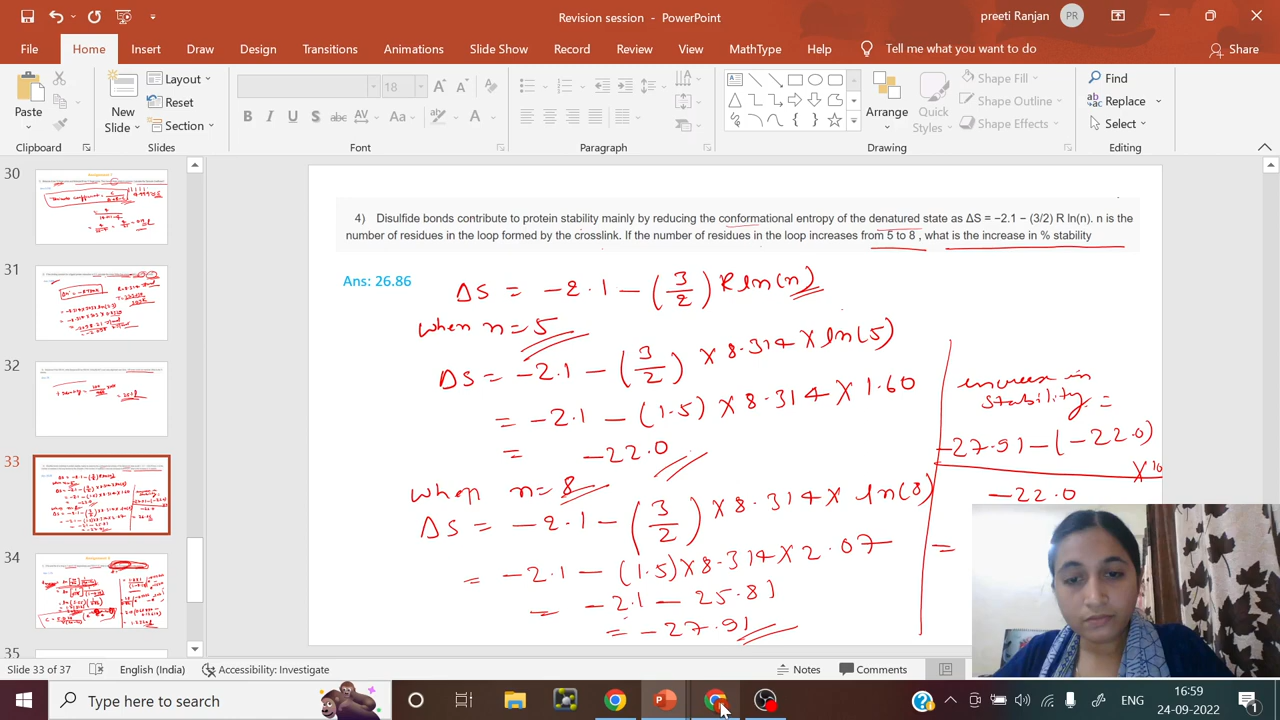 Revision session - PowerPoint
preeti Ranjan
PR
File Home Insert Draw Design Transitions Animations Slide Show Record Review View MathType Help Tell me what you want to do Share
Paste
Clipboard
New Slide
Layout
Reset
Section
Slides
18
B I U S abc AV Aa A
Font
Paragraph
Arrange
Quick Styles
Shape Fill
Shape Outline
Shape Effects
Drawing
Find
Replace
Select
Editing
30
31
32
33
34
35
4) Disulfide bonds contribute to protein stability mainly by reducing the conformational entropy of the denatured state as ΔS = −2.1 − (3/2) R ln(n). n is the
number of residues in the loop formed by the crosslink. If the number of residues in the loop increases from 5 to 8 , what is the increase in % stability
Ans: 26.86
ΔS = -2.1 - (3/2) R ln(n)
when n = 5
ΔS = -2.1 - (3/2) × 8.314 × ln(5)
= -2.1 - (1.5) × 8.314 × 1.60
= -22.0
when n = 8
ΔS = -2.1 - (3/2) × 8.314 × ln(8)
= -2.1 - (1.5) × 8.314 × 2.07
= -2.1 - 25.81
= -27.91
increase in
stability =
-27.91 - (-22.0)
× 10
-22.0
=
Slide 33 of 37 English (India) Accessibility: Investigate Notes Comments
Type here to search
ENG
16:59
24-09-2022
1